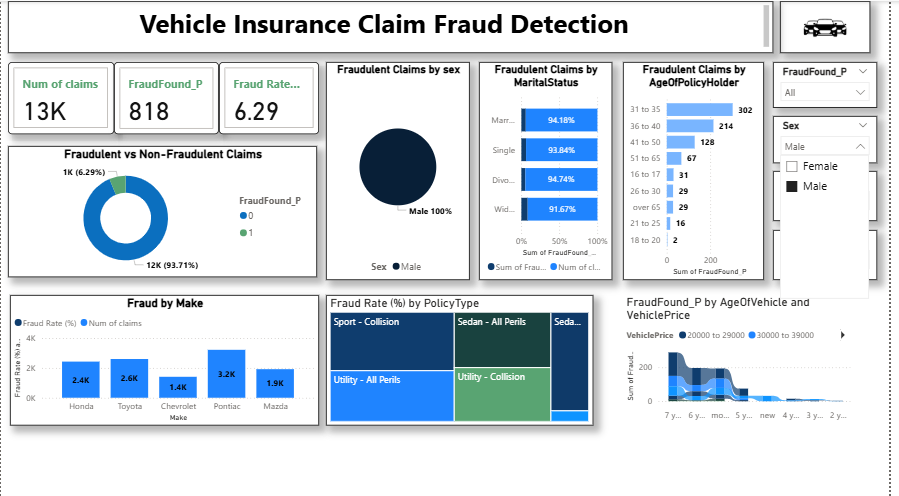 Vehicle Insurance Claim Fraud Detection
Num of claims
13K
FraudFound_P
818
Fraud Rate...
6.29
Fraudulent Claims by sex
Male 100%
Sex Male
Fraudulent Claims by
MaritalStatus
Marr...
94.18%
Single
93.84%
Divo...
94.74%
Wid...
91.67%
0% 50% 100%
Sum of FraudFound_...
Sum of Frau... Num of cl...
Fraudulent Claims by
AgeOfPolicyHolder
31 to 35 302
36 to 40 214
41 to 50 128
51 to 65 67
16 to 17 31
26 to 30 29
over 65 29
21 to 25 16
18 to 20 2
0 200
Sum of FraudFound_P
FraudFound_P
All
Sex
Male
Female
Male
Fraudulent vs Non-Fraudulent Claims
1K (6.29%)
12K (93.71%)
FraudFound_P
0
1
Fraud by Make
Fraud Rate (%) Num of claims
Fraud Rate (%) a...
4K
2K
0K
2.4K
2.6K
1.4K
3.2K
1.9K
Honda Toyota Chevrolet Pontiac Mazda
Make
Fraud Rate (%) by PolicyType
Sport - Collision
Sedan - All Perils
Seda...
Utility - All Perils
Utility - Collision
FraudFound_P by AgeOfVehicle and
VehiclePrice
VehiclePrice 20000 to 29000 30000 to 39000
Sum of Fraud...
200
0
7 y... 6 y... mo... 5 y... new 4 y... 3 y... 2 y...